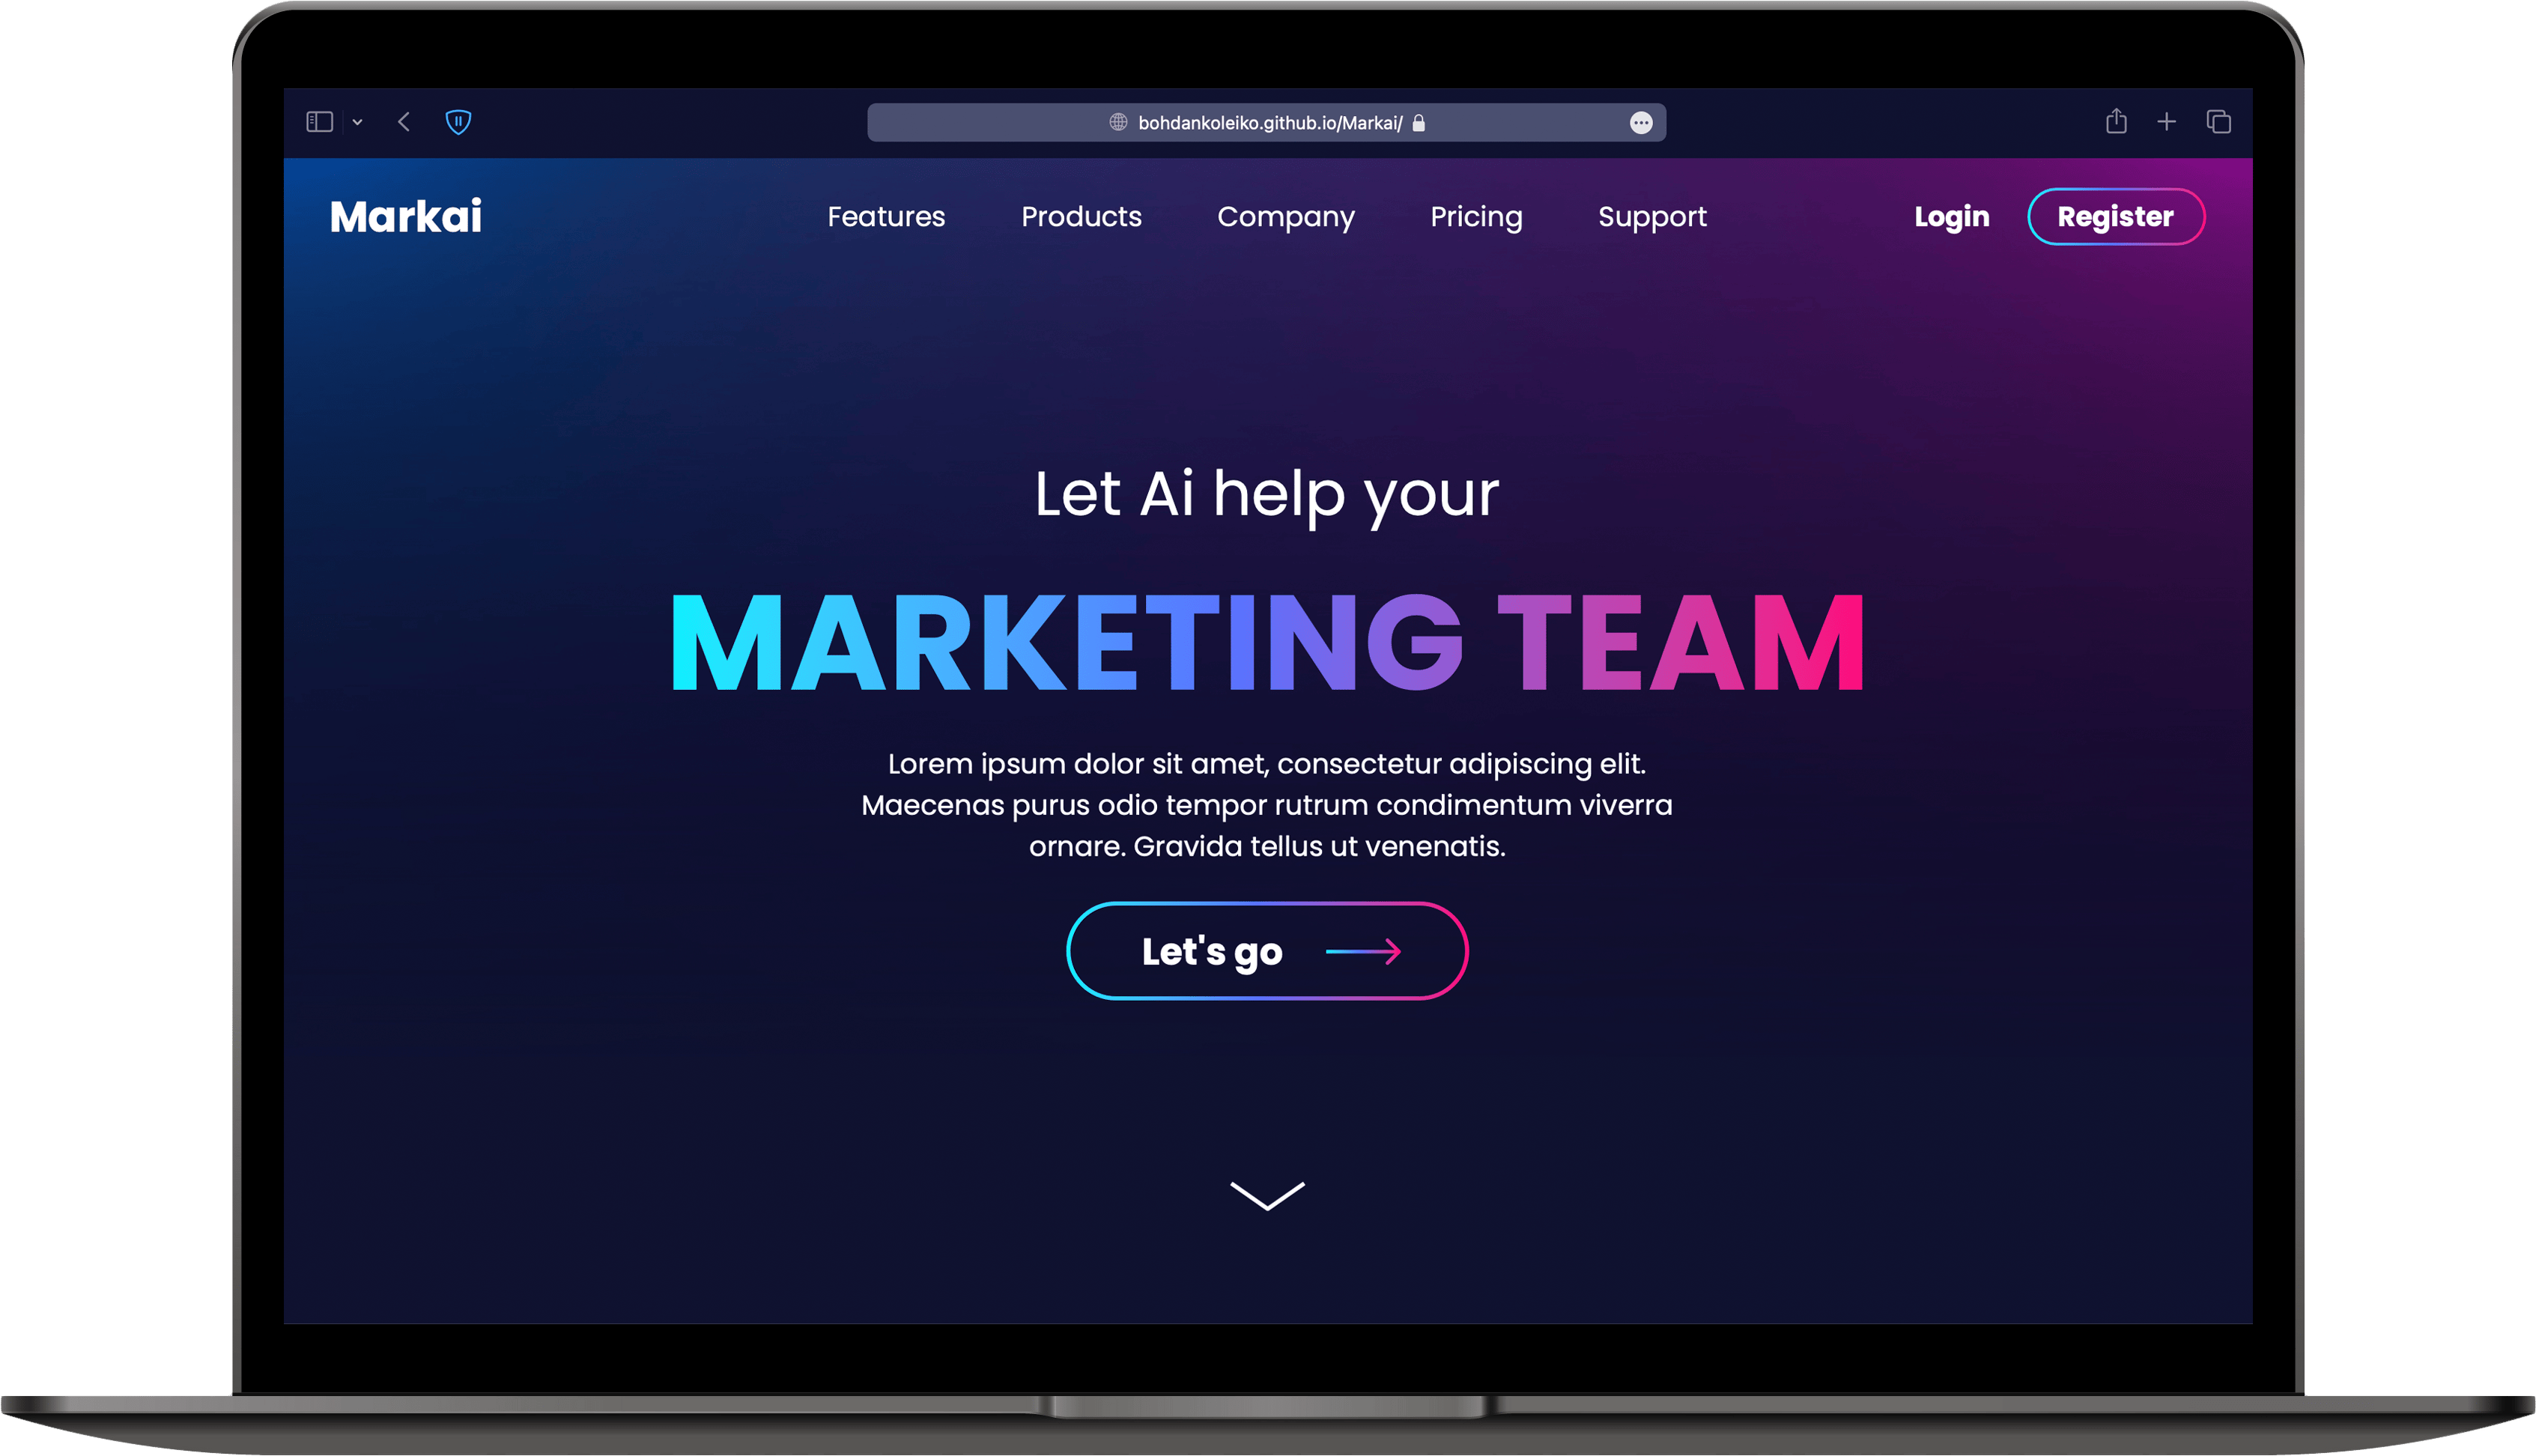 bohdankoleiko.github.io/Markai/
Markai
Features
Products
Company
Pricing
Support
Login
Register
Let Ai help your
MARKETING TEAM
Lorem ipsum dolor sit amet, consectetur adipiscing elit.
Maecenas purus odio tempor rutrum condimentum viverra
ornare. Gravida tellus ut venenatis.
Let's go